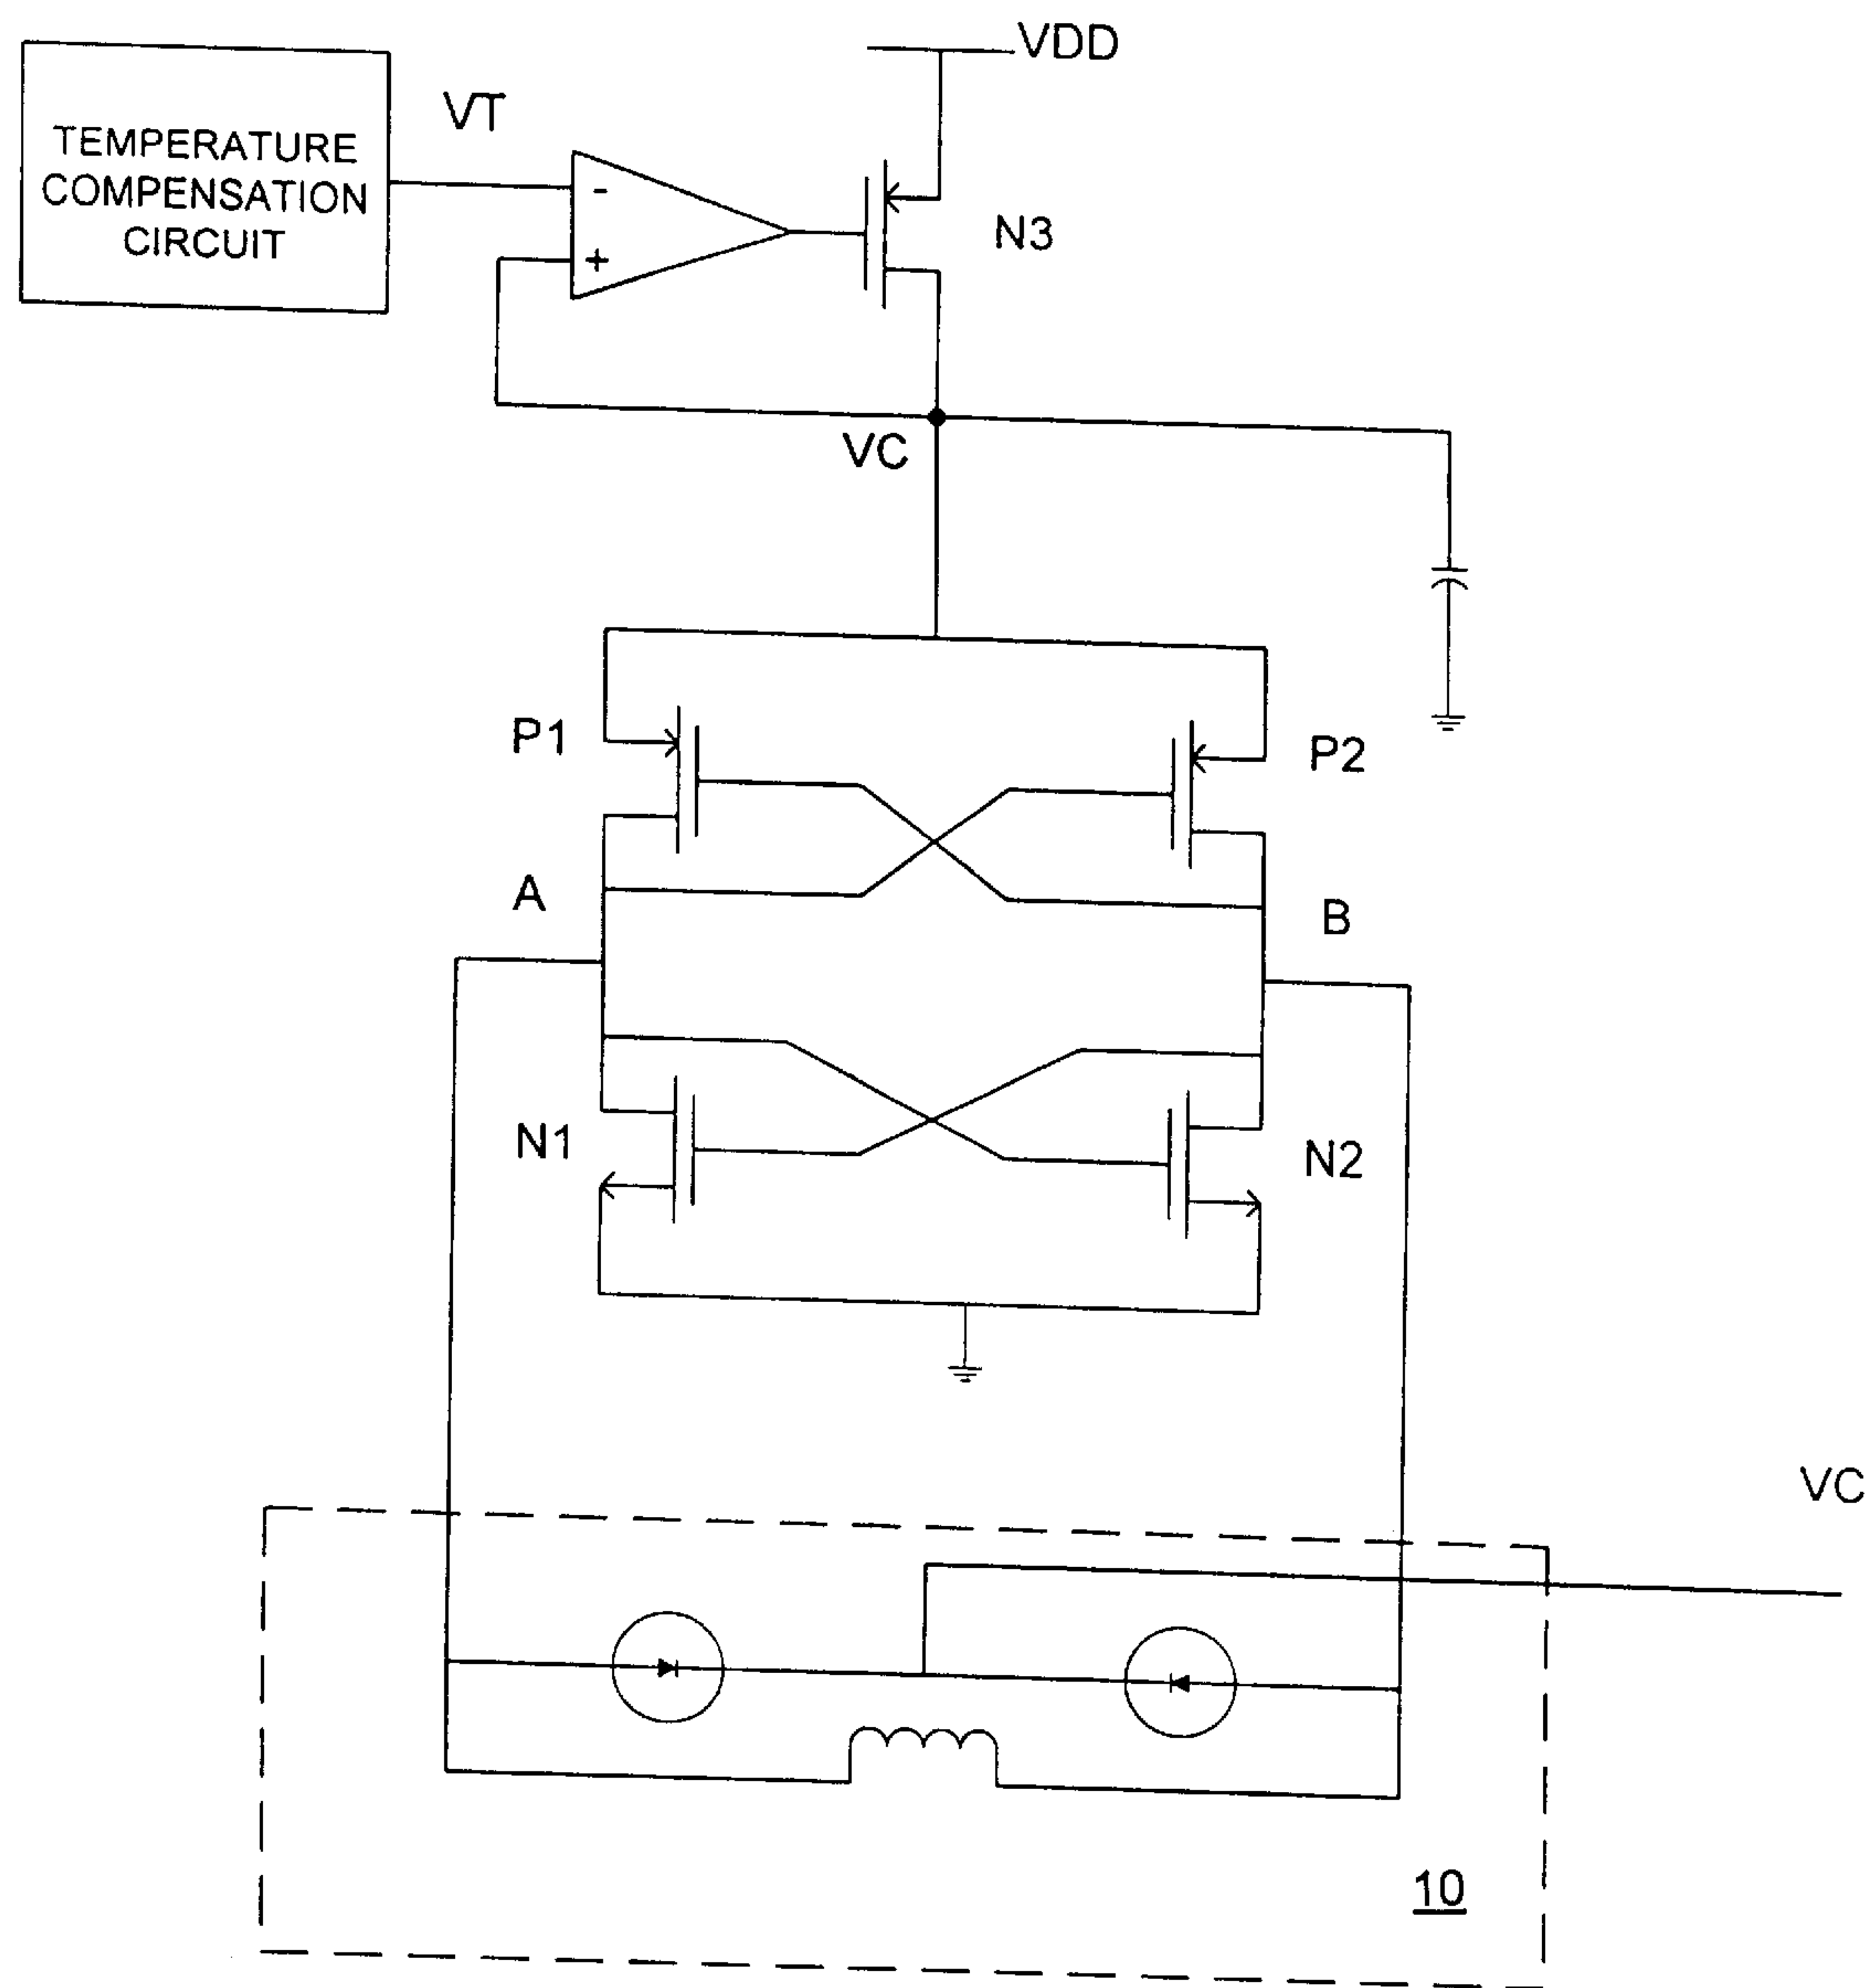 VDD
VT
TEMPERATURE
COMPENSATION
CIRCUIT
-
+
N3
VC
P1
P2
A
B
N1
N2
VC
10